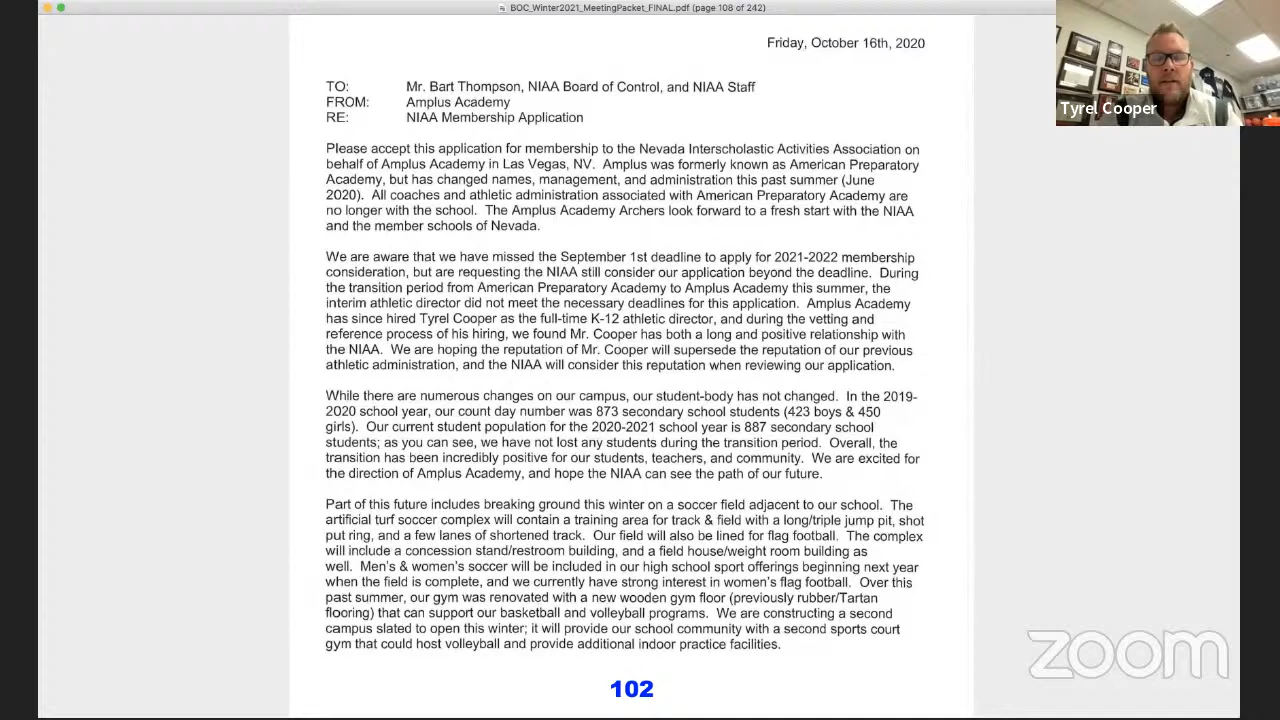 BOC_Winter2021_MeetingPacket_FINAL.pdf (page 108 of 242)
Friday, October 16th, 2020
TO: Mr. Bart Thompson, NIAA Board of Control, and NIAA Staff
FROM: Amplus Academy
RE: NIAA Membership Application
Please accept this application for membership to the Nevada Interscholastic Activities Association on
behalf of Amplus Academy in Las Vegas, NV. Amplus was formerly known as American Preparatory
Academy, but has changed names, management, and administration this past summer (June
2020). All coaches and athletic administration associated with American Preparatory Academy are
no longer with the school. The Amplus Academy Archers look forward to a fresh start with the NIAA
and the member schools of Nevada.
We are aware that we have missed the September 1st deadline to apply for 2021-2022 membership
consideration, but are requesting the NIAA still consider our application beyond the deadline. During
the transition period from American Preparatory Academy to Amplus Academy this summer, the
interim athletic director did not meet the necessary deadlines for this application. Amplus Academy
has since hired Tyrel Cooper as the full-time K-12 athletic director, and during the vetting and
reference process of his hiring, we found Mr. Cooper has both a long and positive relationship with
the NIAA. We are hoping the reputation of Mr. Cooper will supersede the reputation of our previous
athletic administration, and the NIAA will consider this reputation when reviewing our application.
While there are numerous changes on our campus, our student-body has not changed. In the 2019-
2020 school year, our count day number was 873 secondary school students (423 boys & 450
girls). Our current student population for the 2020-2021 school year is 887 secondary school
students; as you can see, we have not lost any students during the transition period. Overall, the
transition has been incredibly positive for our students, teachers, and community. We are excited for
the direction of Amplus Academy, and hope the NIAA can see the path of our future.
Part of this future includes breaking ground this winter on a soccer field adjacent to our school. The
artificial turf soccer complex will contain a training area for track & field with a long/triple jump pit, shot
put ring, and a few lanes of shortened track. Our field will also be lined for flag football. The complex
will include a concession stand/restroom building, and a field house/weight room building as
well. Men's & women's soccer will be included in our high school sport offerings beginning next year
when the field is complete, and we currently have strong interest in women's flag football. Over this
past summer, our gym was renovated with a new wooden gym floor (previously rubber/Tartan
flooring) that can support our basketball and volleyball programs. We are constructing a second
campus slated to open this winter; it will provide our school community with a second sports court
gym that could host volleyball and provide additional indoor practice facilities.
102
Tyrel Cooper
zoom